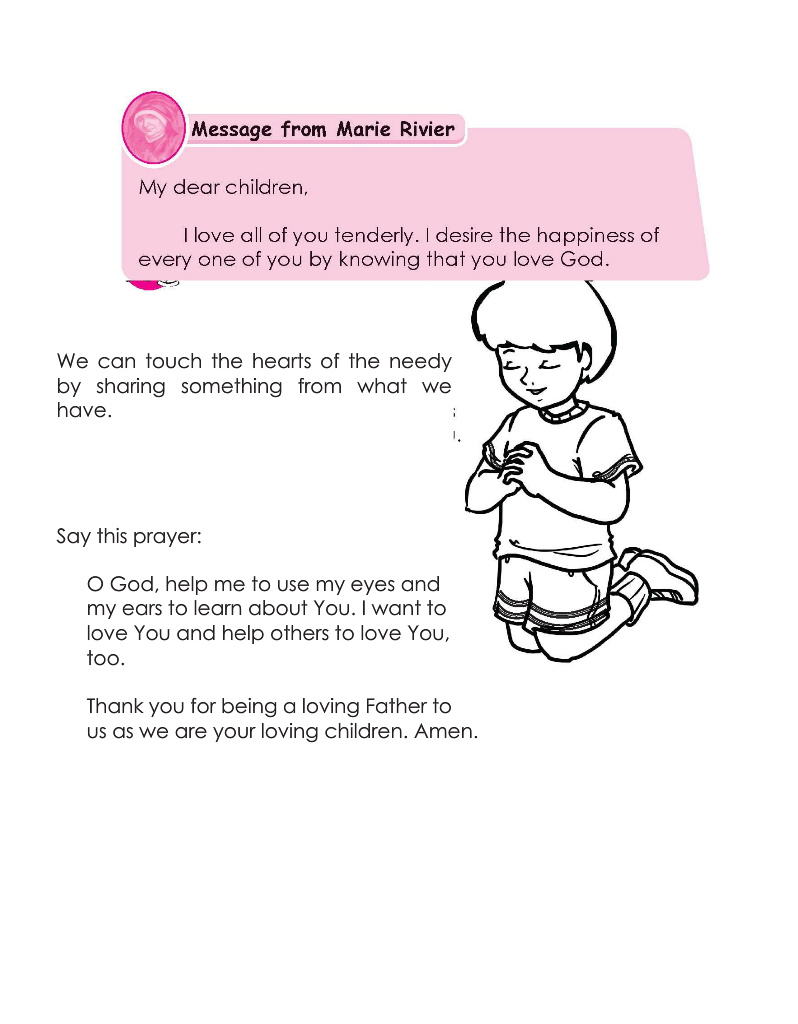 Message from Marie Rivier
My dear children,
I love all of you tenderly. I desire the happiness of
every one of you by knowing that you love God.
We can touch the hearts of the needy
by sharing something from what we
have.
Say this prayer:
O God, help me to use my eyes and
my ears to learn about You. I want to
love You and help others to love You,
too.
Thank you for being a loving Father to
us as we are your loving children. Amen.